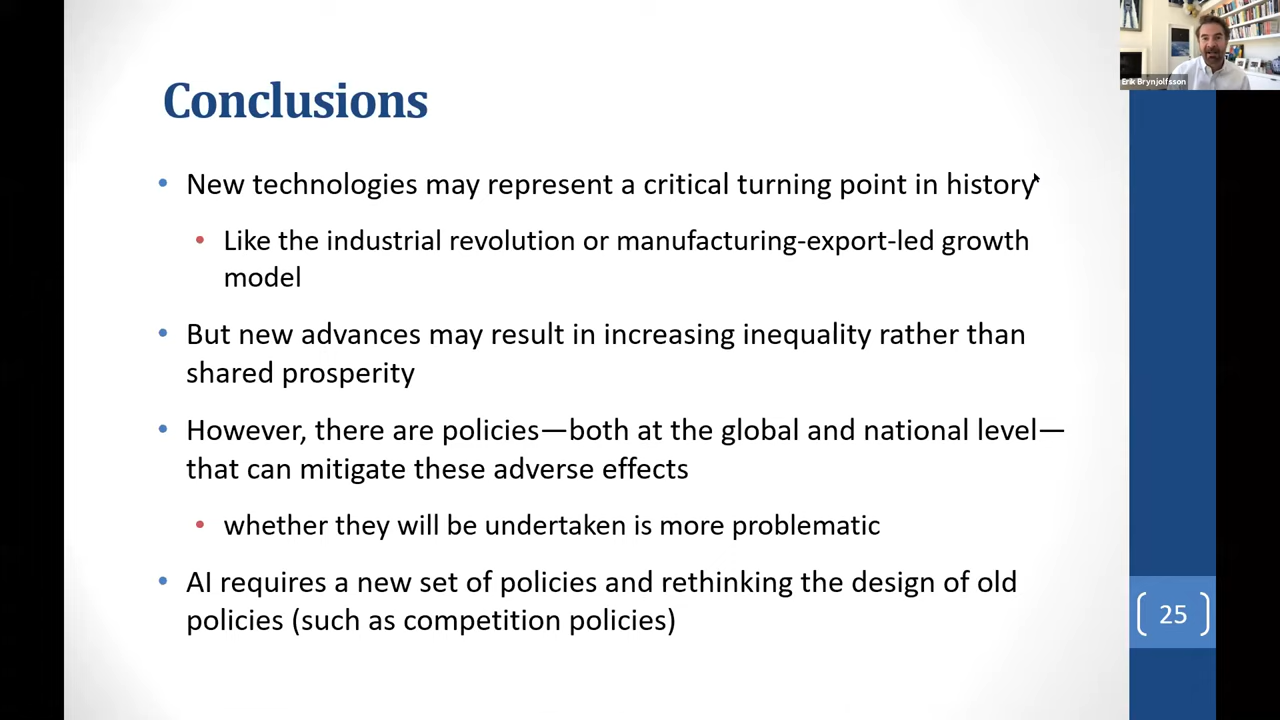 Erik Brynjolfsson
Conclusions
• New technologies may represent a critical turning point in history
• Like the industrial revolution or manufacturing-export-led growth
model
• But new advances may result in increasing inequality rather than
shared prosperity
• However, there are policies—both at the global and national level—
that can mitigate these adverse effects
• whether they will be undertaken is more problematic
• AI requires a new set of policies and rethinking the design of old
policies (such as competition policies)
25